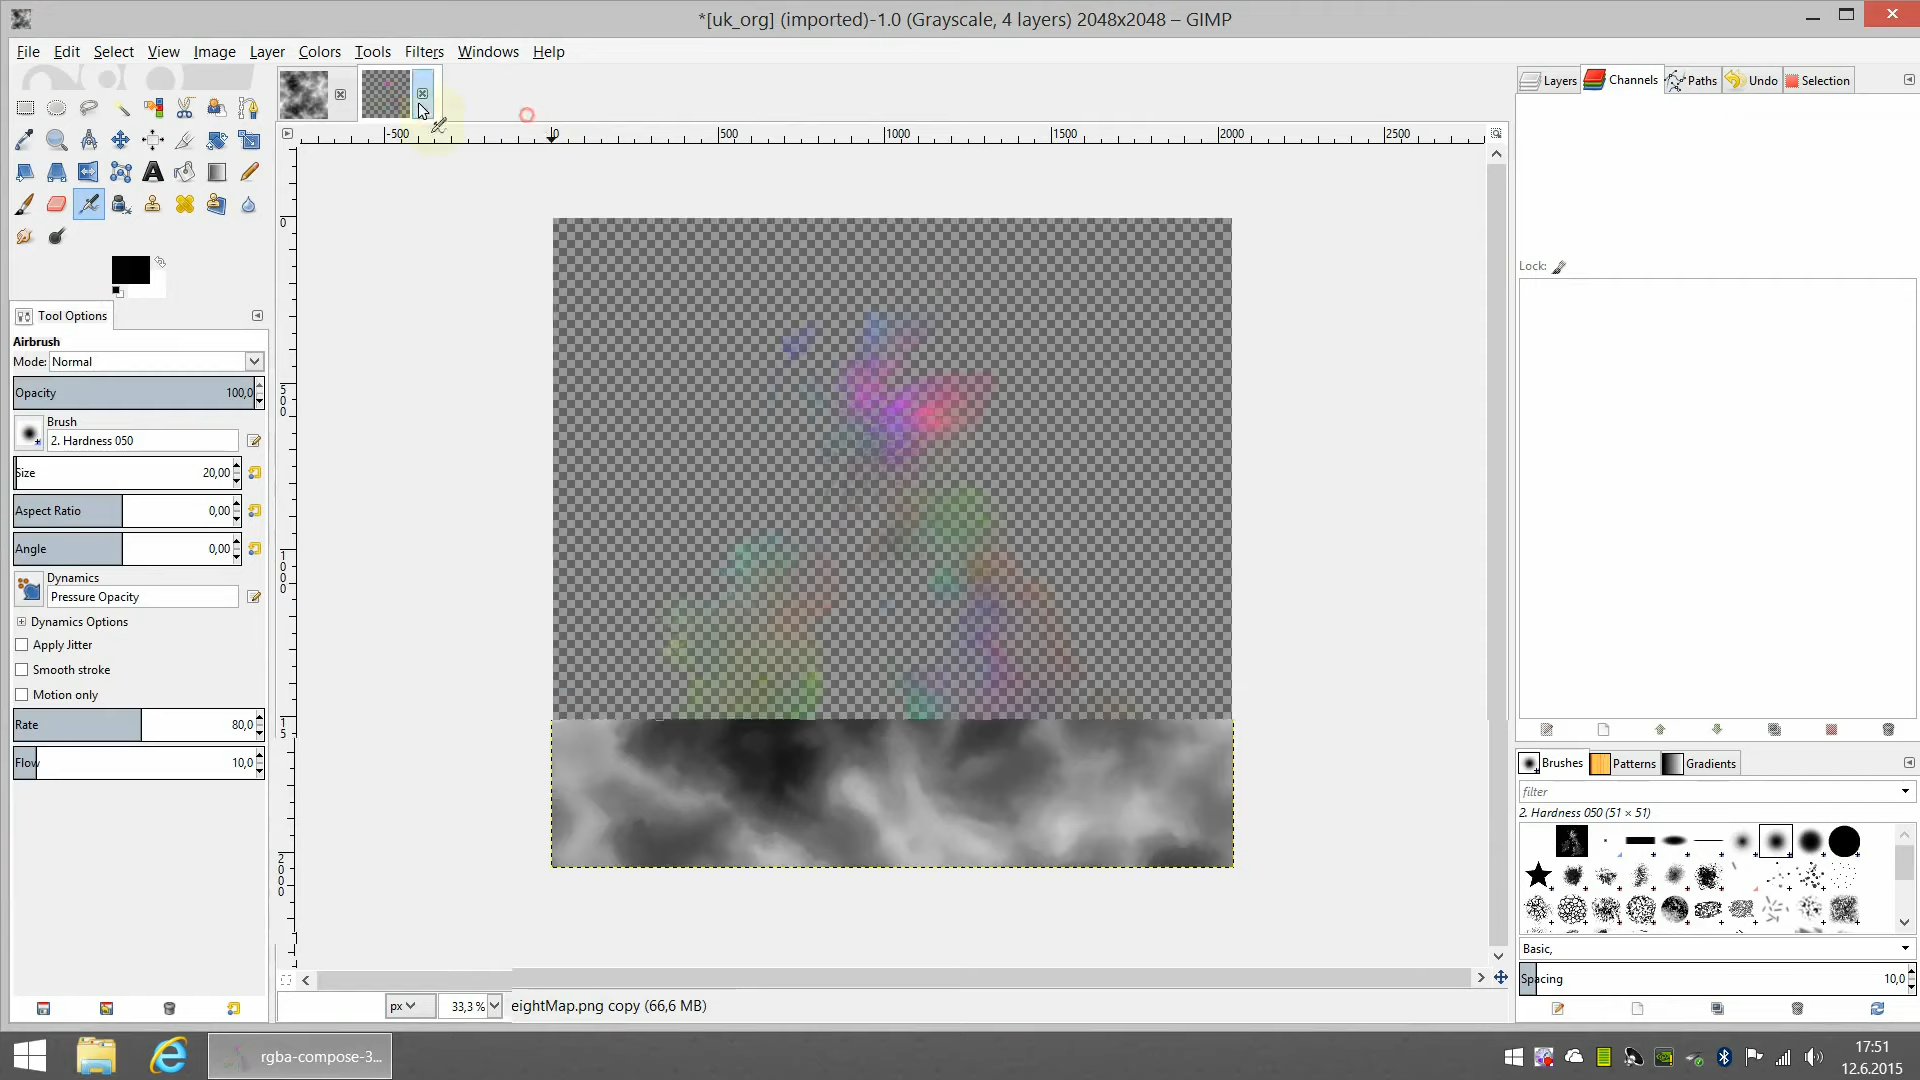 *[uk_org] (imported)-1.0 (Grayscale, 4 layers) 2048x2048 – GIMP
File Edit Select View Image Layer Colors Tools Filters Windows Help
Layers Channels Paths Undo Selection
-500 0 500 1000 1500 2000 2500
0
500
1000
15
2000
Lock:
Tool Options
Airbrush
Mode: Normal
Opacity 100,0
Brush
2. Hardness 050
Size 20,00
Aspect Ratio 0,00
Angle 0,00
Dynamics
Pressure Opacity
Dynamics Options
Apply Jitter
Smooth stroke
Motion only
Rate 80,0
Flow 10,0
Brushes Patterns Gradients
filter
2. Hardness 050 (51 × 51)
Basic,
Spacing 10,0
px 33,3 % eightMap.png copy (66,6 MB)
rgba-compose-3...
17:51
12.6.2015